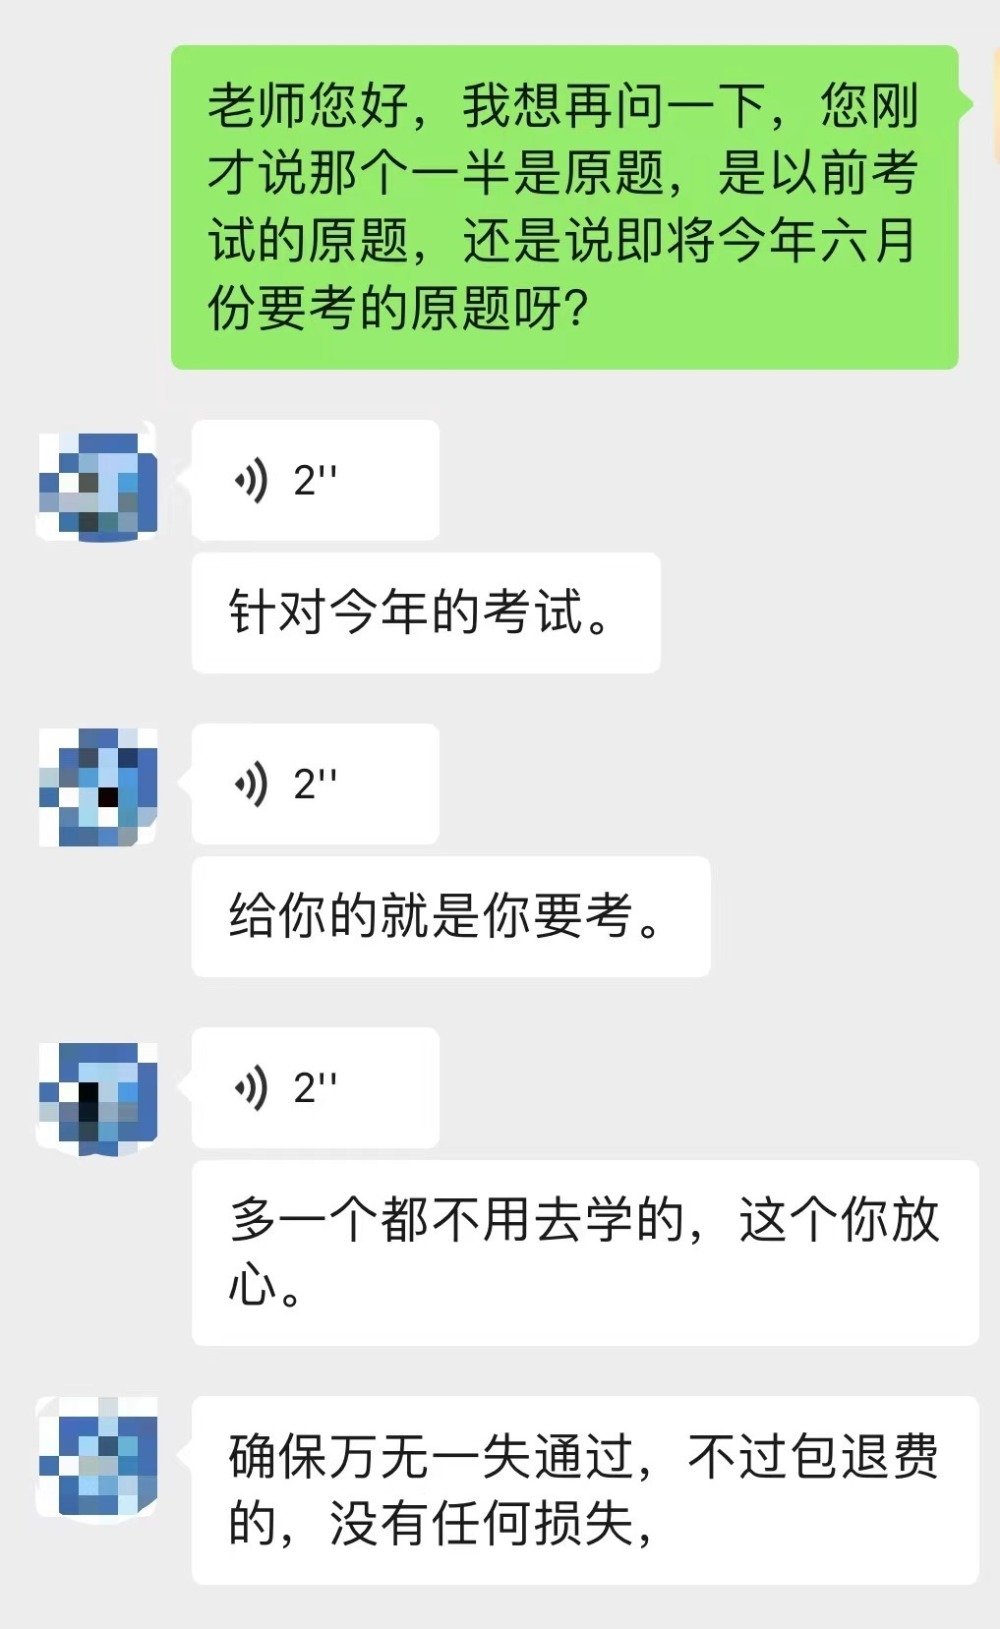 老师您好，我想再问一下，您刚
才说那个一半是原题，是以前考
试的原题，还是说即将今年六月
份要考的原题呀？
2''
针对今年的考试。
2''
给你的就是你要考。
2''
多一个都不用去学的，这个你放
心。
确保万无一失通过，不过包退费
的，没有任何损失，